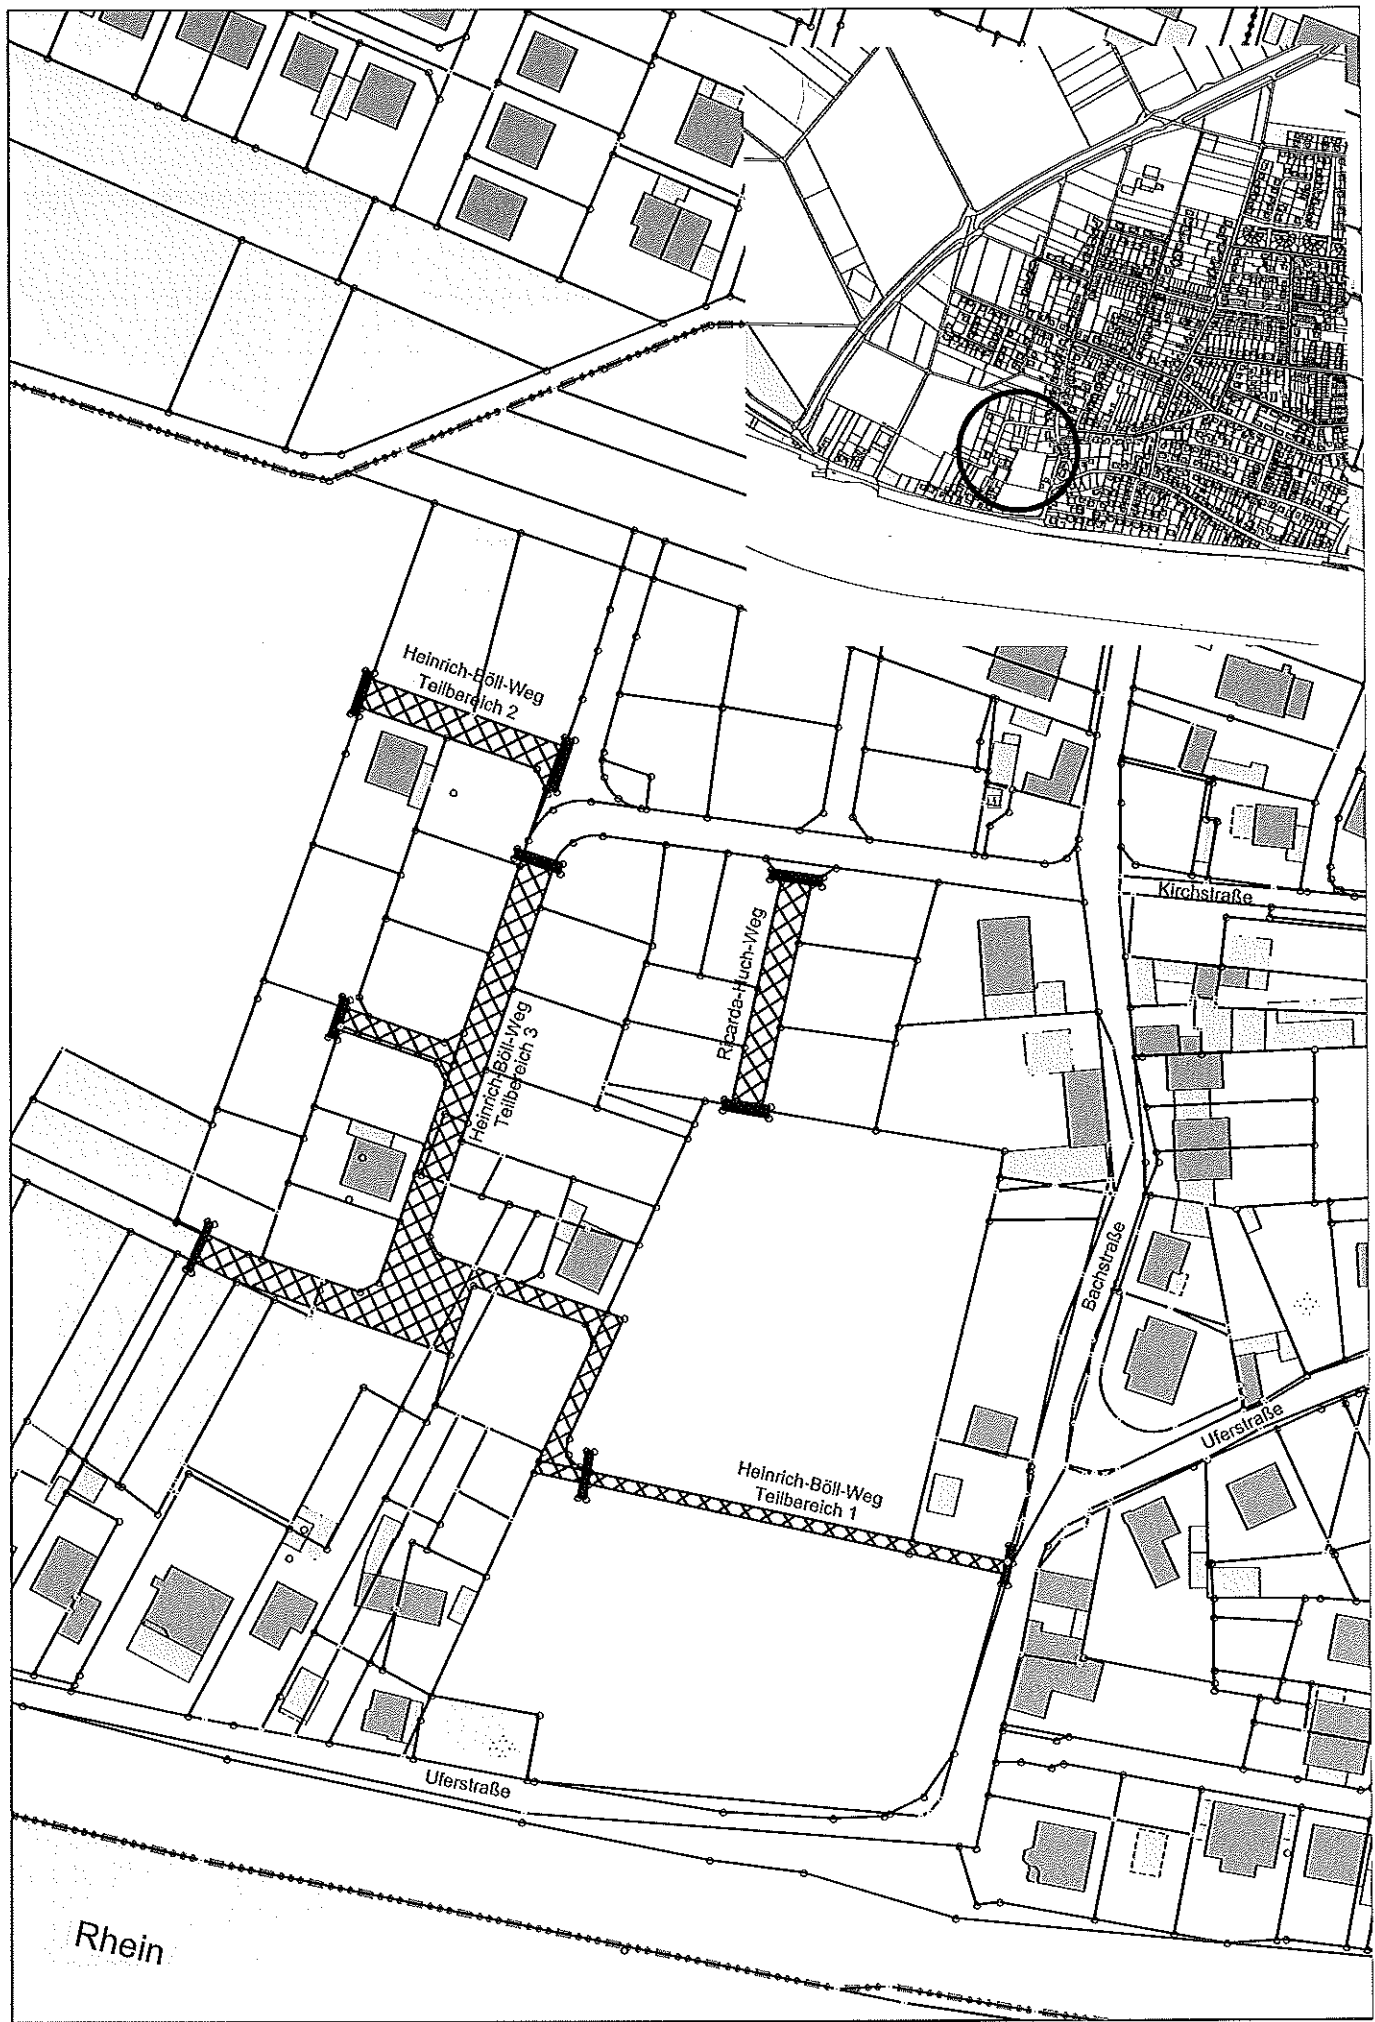 Heinrich-Böll-Weg
Teilbereich 2
Kirchstraße
Ricarda-Huch-Weg
Heinrich-Böll-Weg
Teilbereich 3
Bachstraße
Uferstraße
Heinrich-Böll-Weg
Teilbereich 1
Uferstraße
Rhein